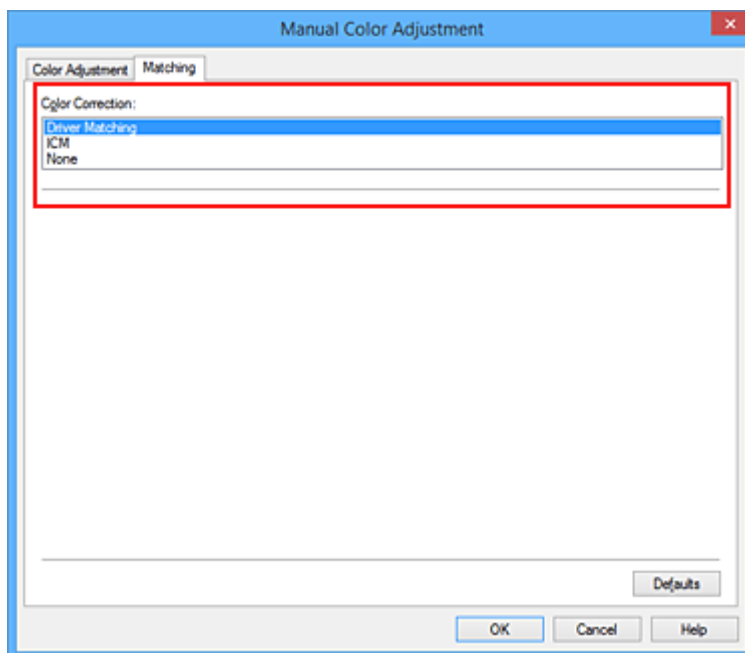 Manual Color Adjustment
Color Adjustment Matching
Color Correction:
Driver Matching
ICM
None
Defaults
OK Cancel Help